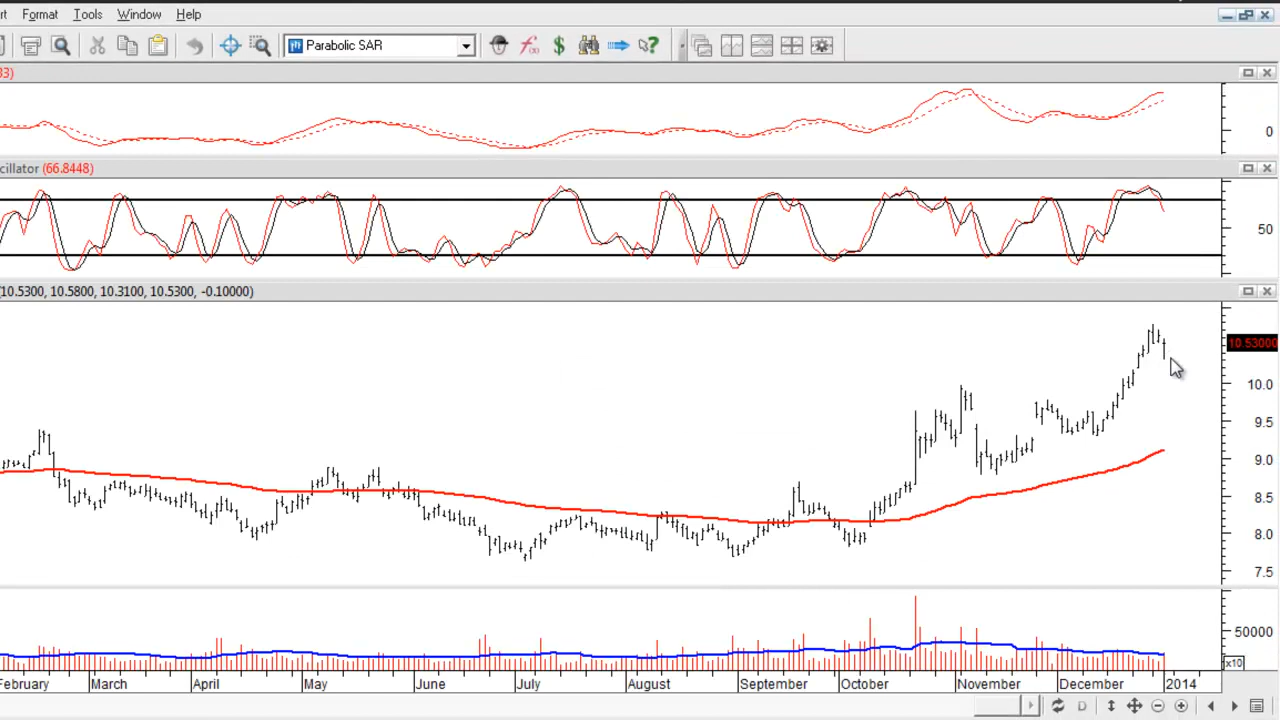 rt Format Tools Window Help
Parabolic SAR
33)
0
cillator (66.8448)
50
(10.5300, 10.5800, 10.3100, 10.5300, -0.10000)
10.53000
10.0
9.5
9.0
8.5
8.0
7.5
50000
x10
February March April May June July August September October November December 2014
D